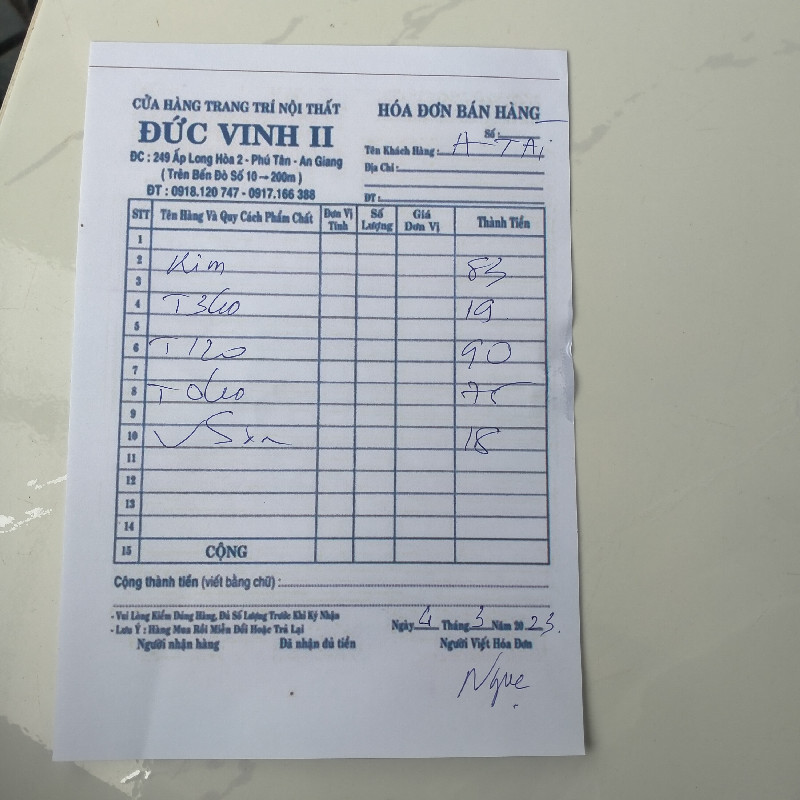 CỬA HÀNG TRANG TRÍ NỘI THẤT
ĐỨC VINH II
ĐC : 249 Ấp Long Hòa 2 - Phú Tân - An Giang
( Trên Bến Đò Số 10 → 200m )
ĐT : 0918.120 747 - 0917.166 388
HÓA ĐƠN BÁN HÀNG
Số :
Tên Khách Hàng : A - TÀI
Địa Chỉ :
ĐT :
STT Tên Hàng Và Quy Cách Phẩm Chất Đơn Vị Tính Số Lượng Giá Đơn Vị Thành Tiền
1
2 Kim 83
3
4 T340 19
5
6 T120 90
7
8 75
9
10 18
11
12
13
14
15 CỘNG
Cộng thành tiền (viết bằng chữ) :
- Vui Lòng Kiểm Đúng Hàng, Đủ Số Lượng Trước Khi Ký Nhận
- Lưu Ý : Hàng Mua Rồi Miễn Đổi Hoặc Trả Lại
Ngày 4 Tháng 3 Năm 20 23.
Người nhận hàng Đã nhận đủ tiền Người Viết Hóa Đơn